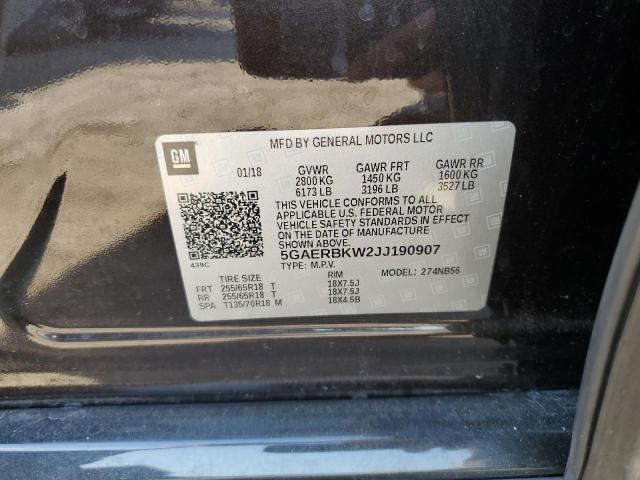 MFD BY GENERAL MOTORS LLC
GM
01/18 GVWR GAWR FRT GAWR RR
2800 KG 1450 KG 1600 KG
6173 LB 3196 LB 3527 LB
THIS VEHICLE CONFORMS TO ALL
APPLICABLE U.S. FEDERAL MOTOR
VEHICLE SAFETY STANDARDS IN EFFECT
ON THE DATE OF MANUFACTURE
SHOWN ABOVE.
5GAERBKW2JJ190907
439C TYPE: M.P.V. MODEL: 274NB56
TIRE SIZE RIM
FRT 255/65R18 T 18X7.5J
RR 255/65R18 T 18X7.5J
SPA T135/70R18 M 18X4.5B